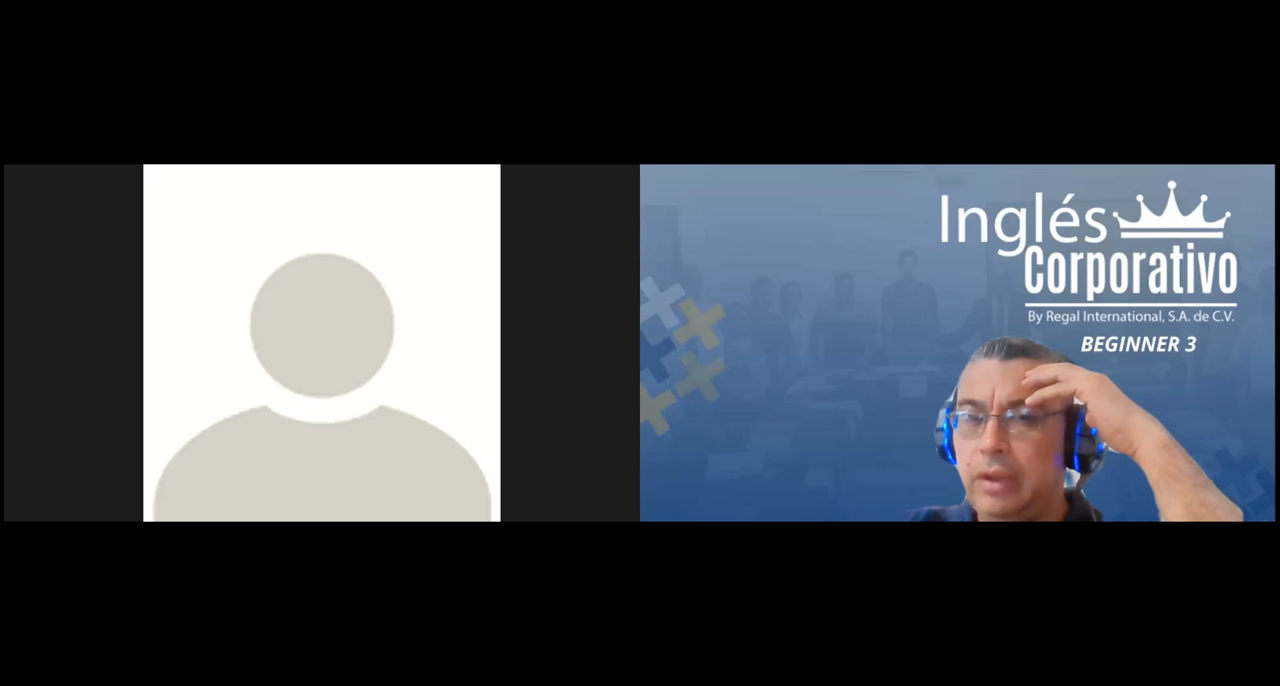 Inglés
Corporativo
By Regal International, S.A. de C.V.
BEGINNER 3